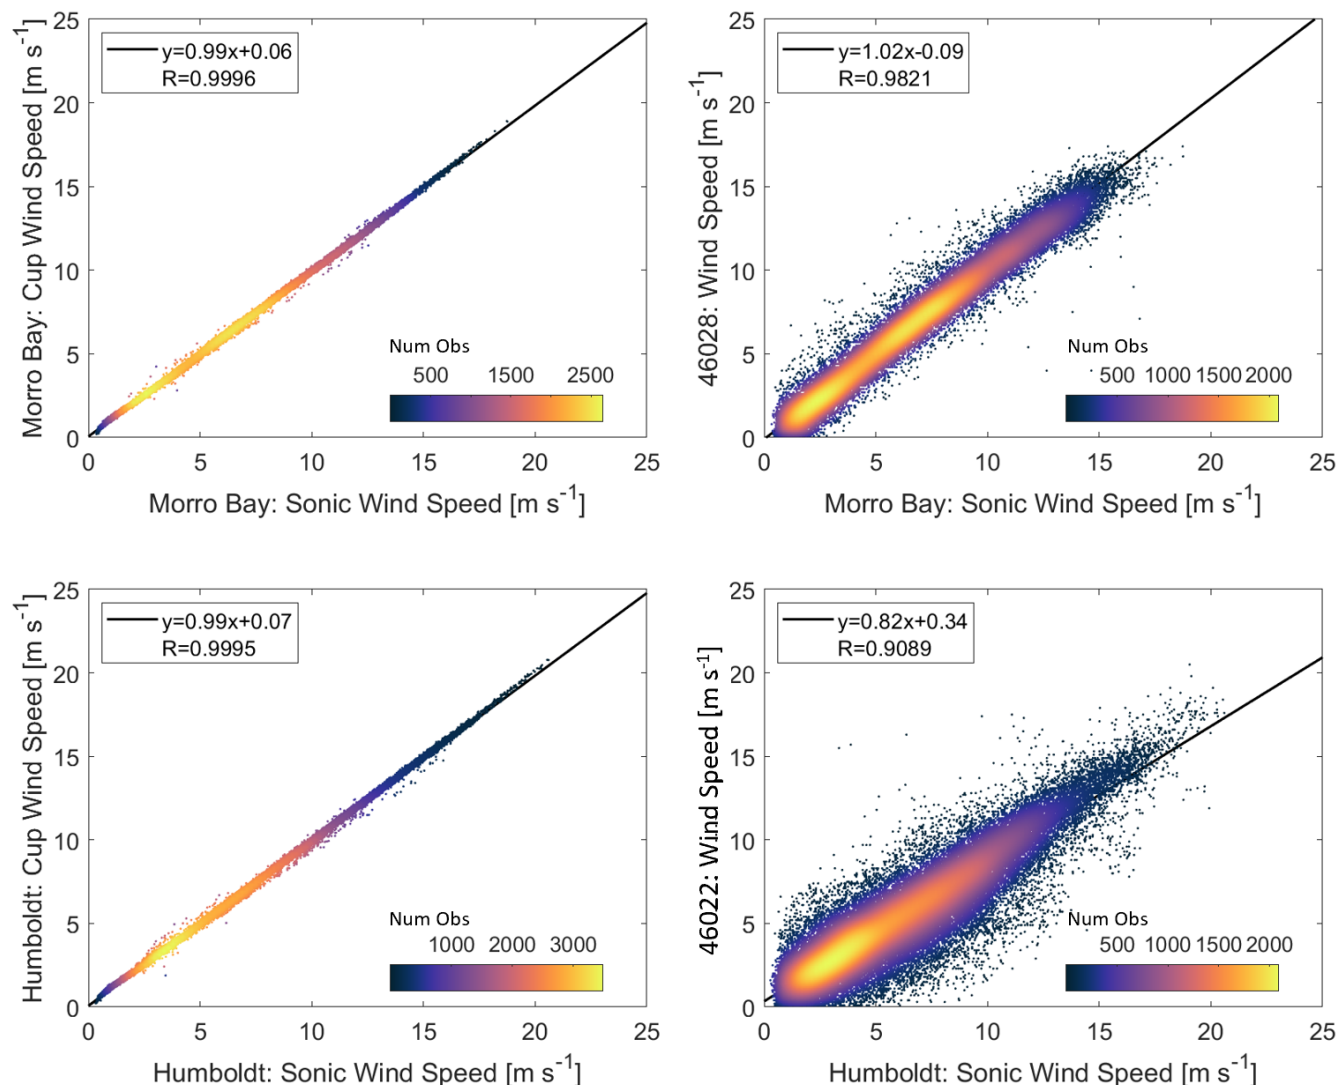 25
20
15
10
5
0
Morro Bay: Cup Wind Speed [m s⁻¹]
y=0.99x+0.06
R=0.9996
Num Obs
500 1500 2500
0 5 10 15 20 25
Morro Bay: Sonic Wind Speed [m s⁻¹]
25
20
15
10
5
0
46028: Wind Speed [m s⁻¹]
y=1.02x-0.09
R=0.9821
Num Obs
500 1000 1500 2000
0 5 10 15 20 25
Morro Bay: Sonic Wind Speed [m s⁻¹]
25
20
15
10
5
0
Humboldt: Cup Wind Speed [m s⁻¹]
y=0.99x+0.07
R=0.9995
Num Obs
1000 2000 3000
0 5 10 15 20 25
Humboldt: Sonic Wind Speed [m s⁻¹]
25
20
15
10
5
0
46022: Wind Speed [m s⁻¹]
y=0.82x+0.34
R=0.9089
Num Obs
500 1000 1500 2000
0 5 10 15 20 25
Humboldt: Sonic Wind Speed [m s⁻¹]